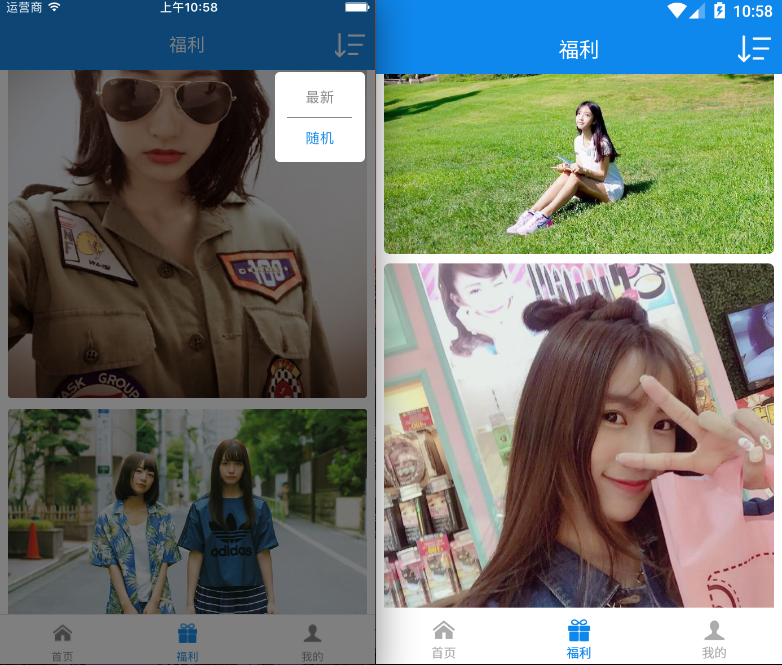 运营商 上午10:58
福利
最新
随机
100
ASK GROUP
adidas
首页 福利 我的
10:58
福利
首页 福利 我的